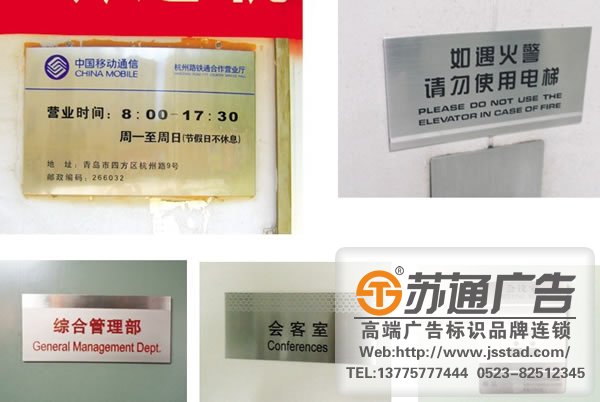 中国移动通信
CHINA MOBILE
杭州路铁通合作营业厅
营业时间：8:00-17:30
周一至周日(节假日不休息)
地 址：青岛市四方区杭州路9号
邮政编码：266032
如遇火警
请勿使用电梯
PLEASE DO NOT USE THE
ELEVATOR IN CASE OF FIRE
综合管理部
General Management Dept.
会客室
Conferences
苏通广告
高端广告标识品牌连锁
Web:http://www.jsstad.com/
TEL:13775777444 0523-82512345